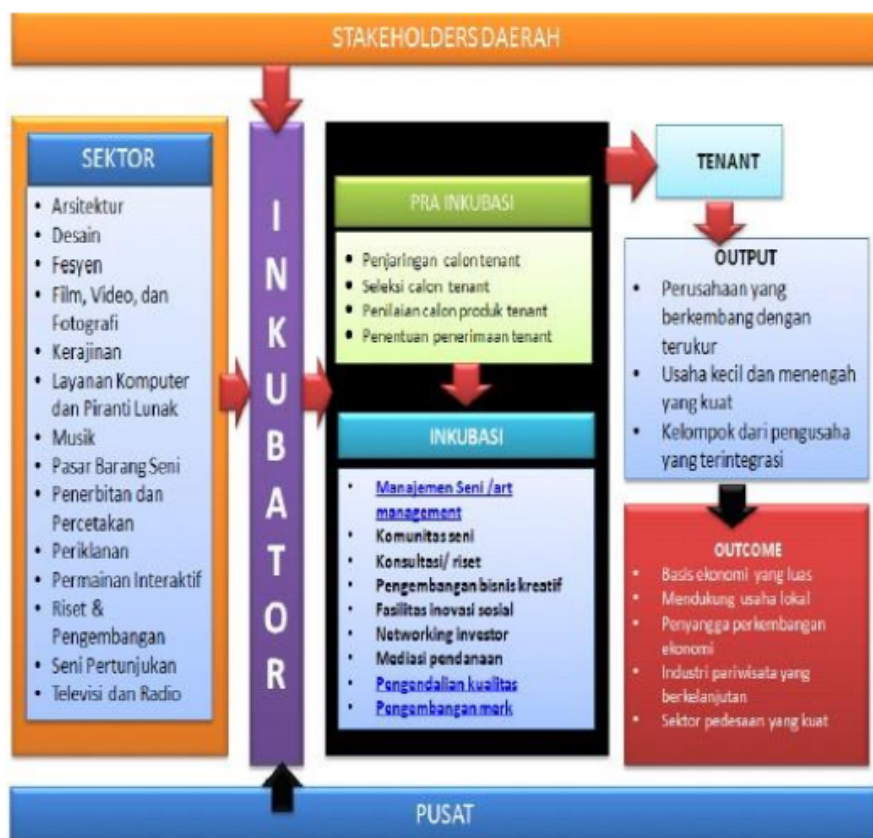 STAKEHOLDERS DAERAH
SEKTOR
• Arsitektur
• Desain
• Fesyen
• Film, Video, dan
Fotografi
• Kerajinan
• Layanan Komputer
dan Piranti Lunak
• Musik
• Pasar Barang Seni
• Penerbitan dan
Percetakan
• Periklanan
• Permainan Interaktif
• Riset &
Pengembangan
• Seni Pertunjukan
• Televisi dan Radio
I
N
K
U
B
A
T
O
R
PRA INKUBASI
• Penjaringan calon tenant
• Seleksi calon tenant
• Penilaian calon produk tenant
• Penentuan penerimaan tenant
INKUBASI
• Manajemen Seni /art
management
• Komunitas seni
• Konsultasi/ riset
• Pengembangan bisnis kreatif
• Fasilitas inovasi sosial
• Networking investor
• Mediasi pendanaan
• Pengendalian kualitas
• Pengembangan merk
TENANT
OUTPUT
• Perusahaan yang
berkembang dengan
terukur
• Usaha kecil dan menengah
yang kuat
• Kelompok dari pengusaha
yang terintegrasi
OUTCOME
• Basis ekonomi yang luas
• Mendukung usaha lokal
• Penyangga perkembangan
ekonomi
• Industri pariwisata yang
berkelanjutan
• Sektor pedesaan yang kuat
PUSAT